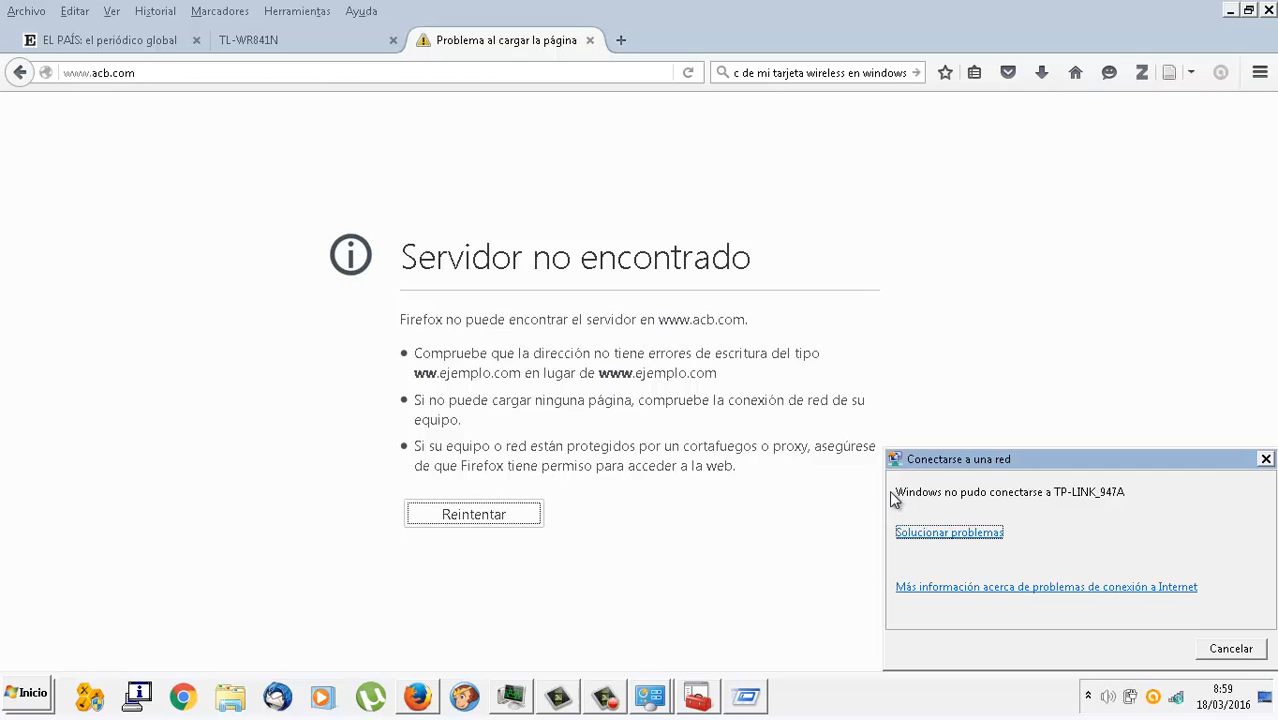 Archivo Editar Ver Historial Marcadores Herramientas Ayuda
EL PAÍS: el periódico global
TL-WR841N
Problema al cargar la página
www.acb.com
c de mi tarjeta wireless en windows
Servidor no encontrado
Firefox no puede encontrar el servidor en www.acb.com.
Compruebe que la dirección no tiene errores de escritura del tipo
ww.ejemplo.com en lugar de www.ejemplo.com
Si no puede cargar ninguna página, compruebe la conexión de red de su
equipo.
Si su equipo o red están protegidos por un cortafuegos o proxy, asegúrese
de que Firefox tiene permiso para acceder a la web.
Reintentar
Conectarse a una red
Windows no pudo conectarse a TP-LINK_947A
Solucionar problemas
Más información acerca de problemas de conexión a Internet
Cancelar
Inicio
8:59
18/03/2016